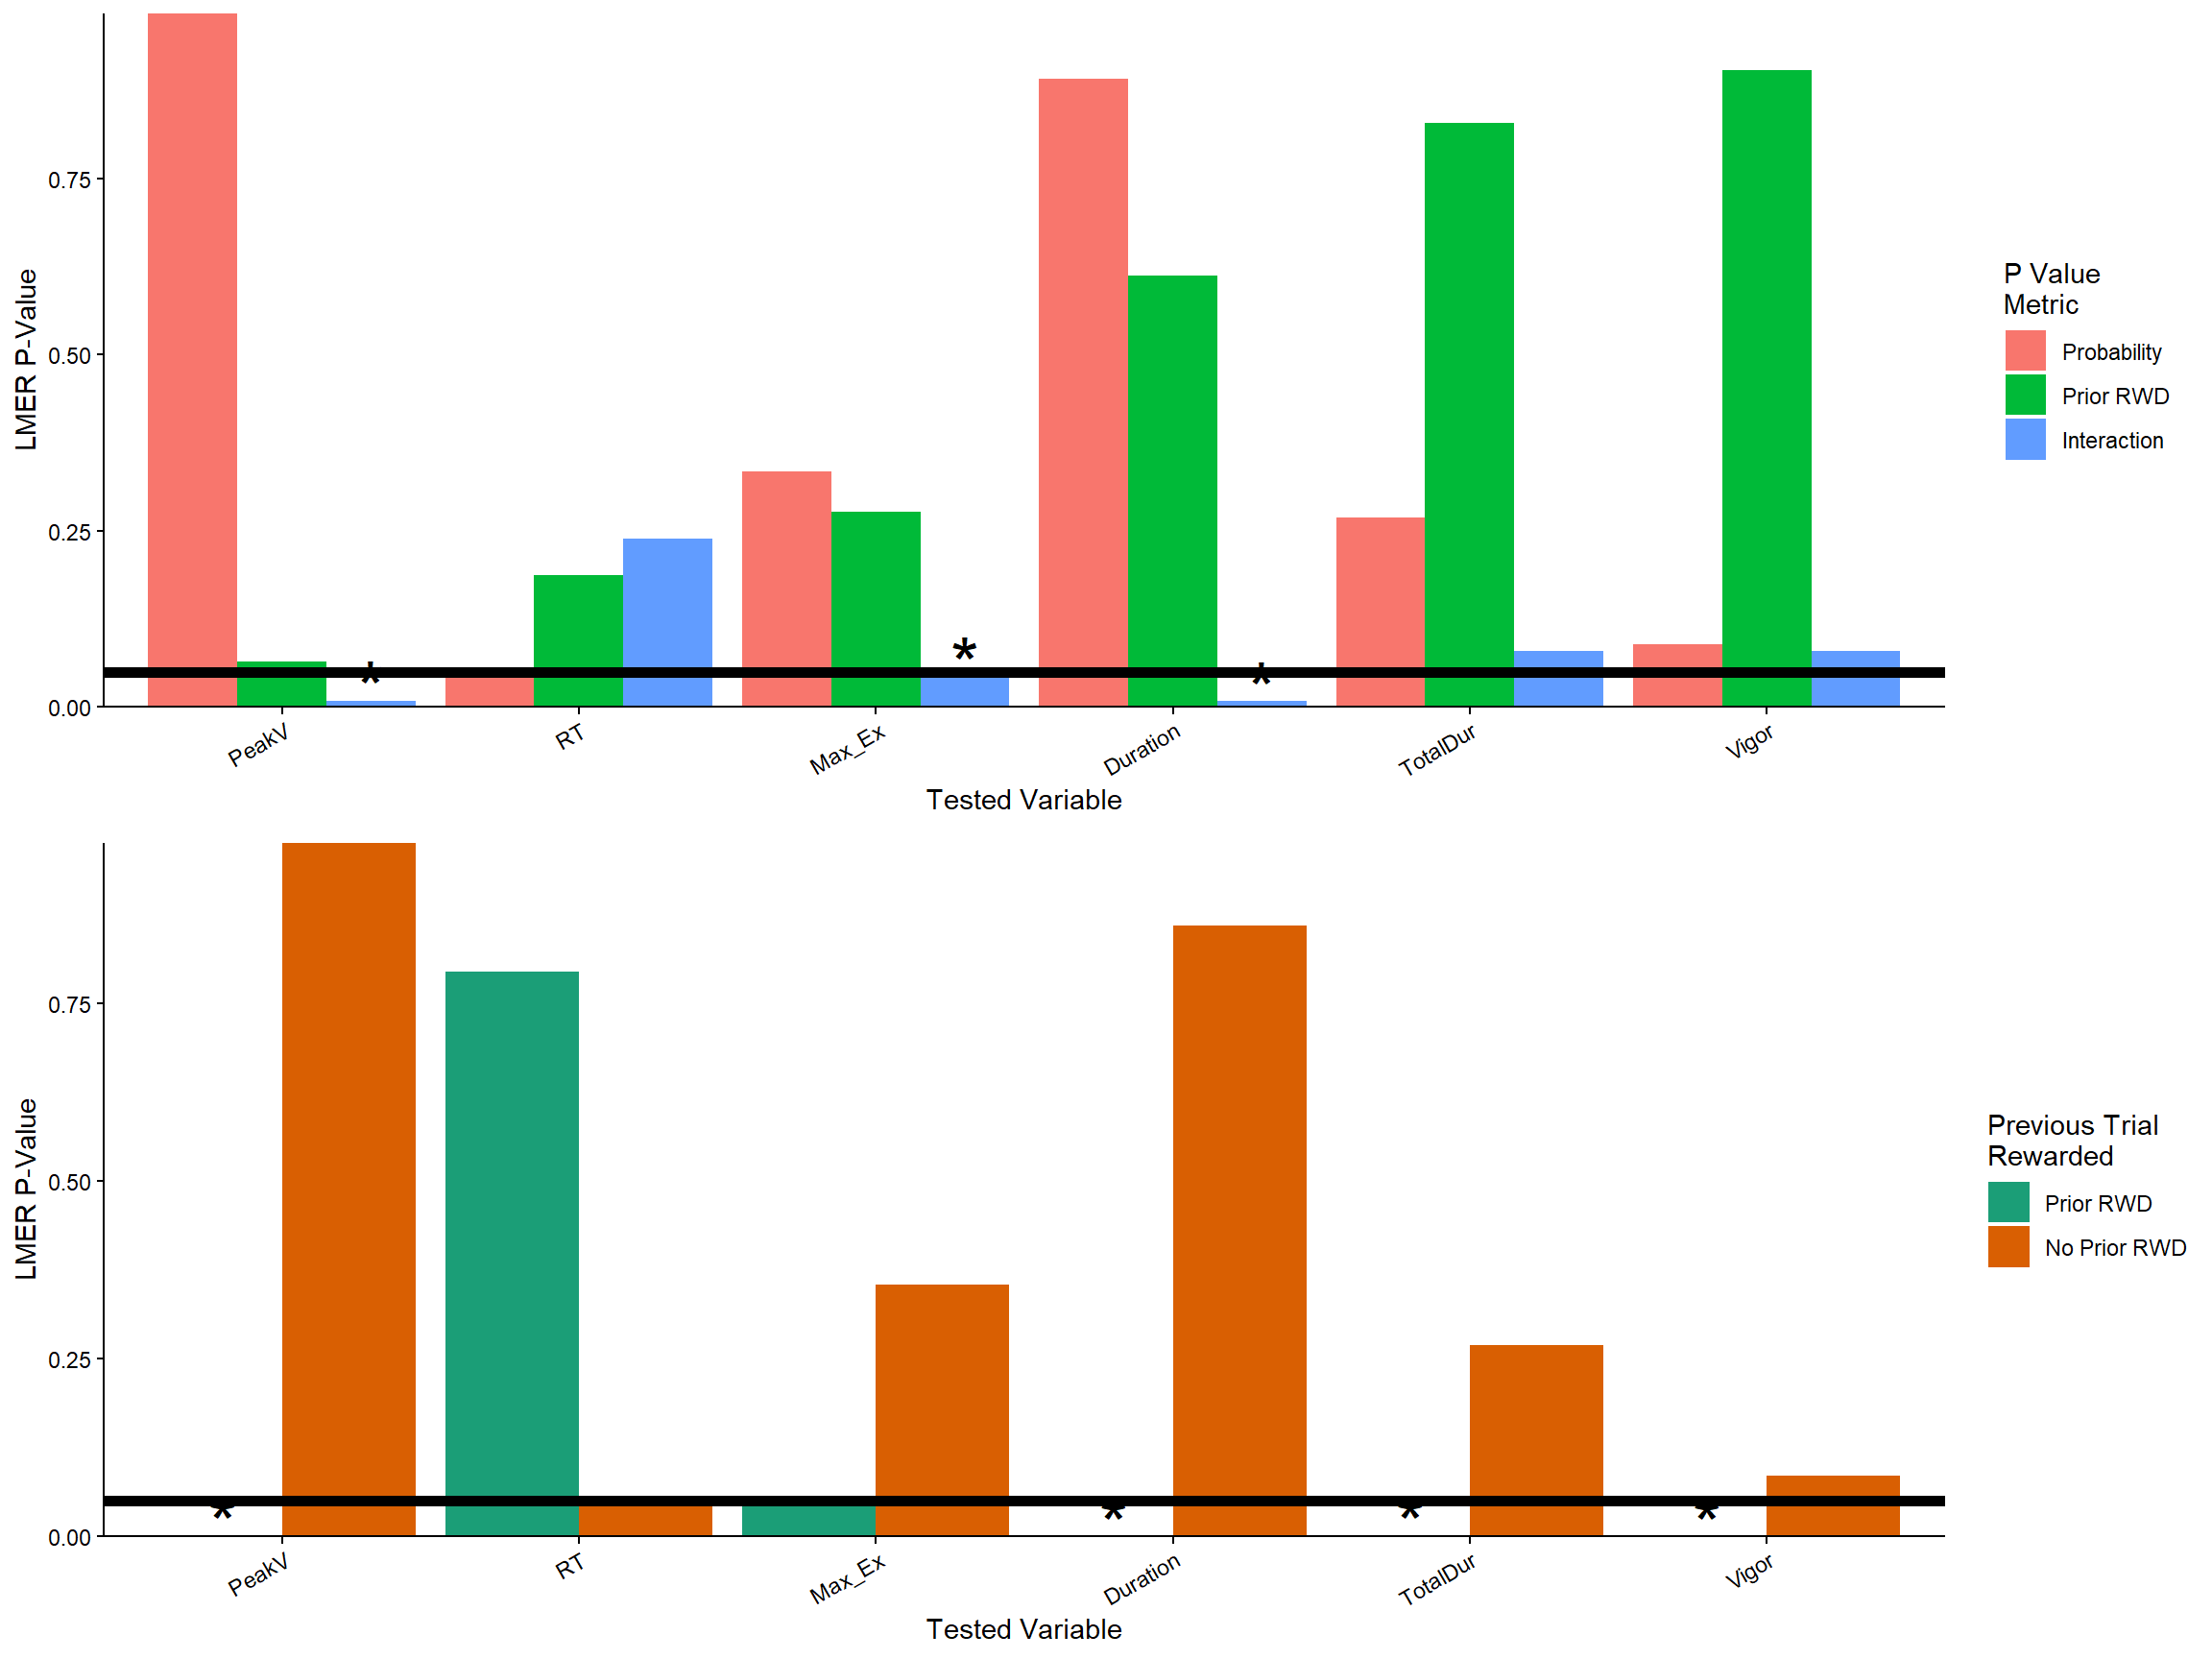 LMER P-Value
0.75
0.50
0.25
0.00
*
*
*
PeakV
RT
Max_Ex
Duration
TotalDur
Vigor
Tested Variable
P Value
Metric
Probability
Prior RWD
Interaction
LMER P-Value
0.75
0.50
0.25
0.00
*
*
*
*
PeakV
RT
Max_Ex
Duration
TotalDur
Vigor
Tested Variable
Previous Trial
Rewarded
Prior RWD
No Prior RWD